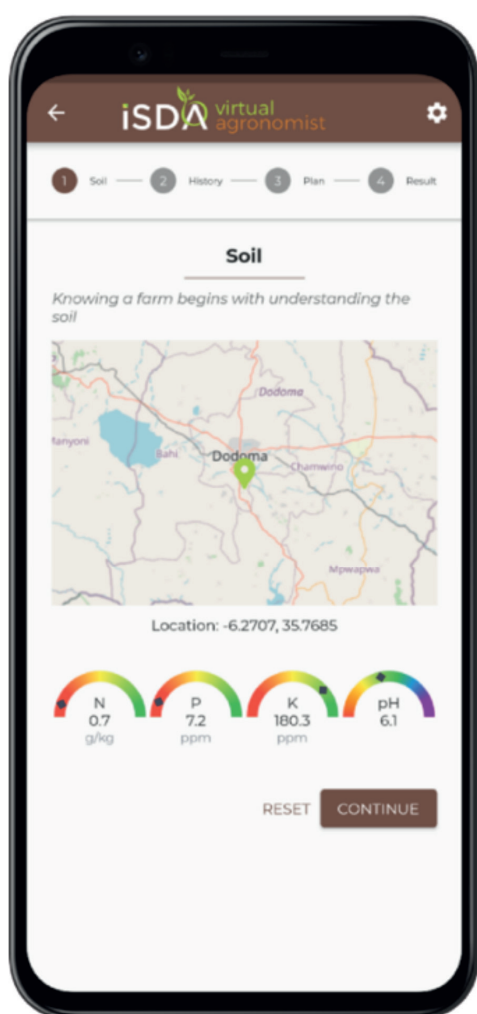 iSDA virtual
agronomist
1 Soil 2 History 3 Plan 4 Result
Soil
Knowing a farm begins with understanding the
soil
Dodoma
Manyoni
Bahi
Dodoma
Chamwino
Mpwapwa
Location: -6.2707, 35.7685
N P K pH
0.7 7.2 180.3 6.1
g/kg ppm ppm
RESET CONTINUE